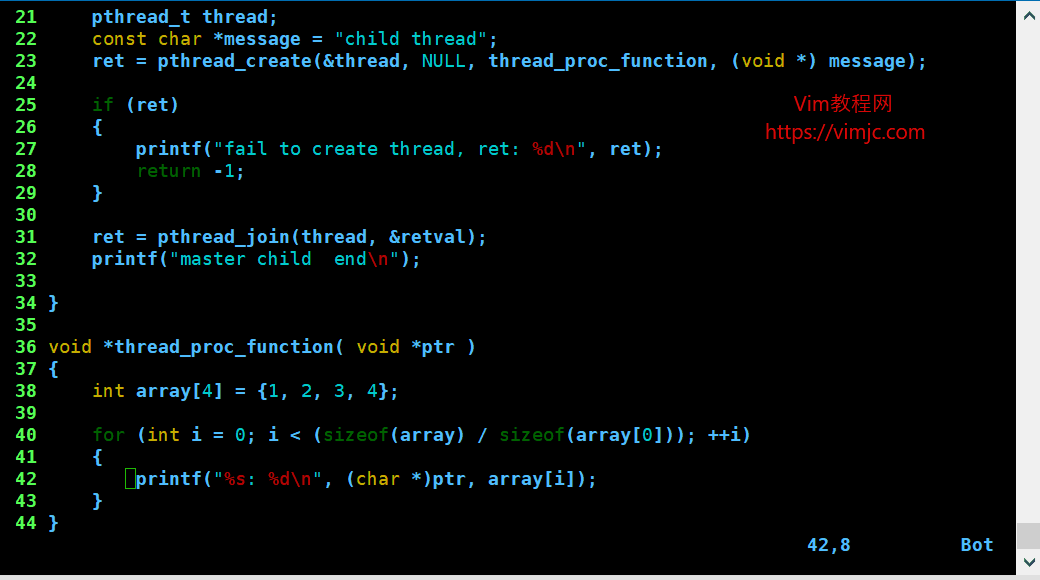 21     pthread_t thread;
22     const char *message = "child thread";
23     ret = pthread_create(&thread, NULL, thread_proc_function, (void *) message);
24
25     if (ret)
Vim教程网
26     {
https://vimjc.com
27         printf("fail to create thread, ret: %d\n", ret);
28         return -1;
29     }
30
31     ret = pthread_join(thread, &retval);
32     printf("master child  end\n");
33
34 }
35
36 void *thread_proc_function( void *ptr )
37 {
38     int array[4] = {1, 2, 3, 4};
39
40     for (int i = 0; i < (sizeof(array) / sizeof(array[0])); ++i)
41     {
42         printf("%s: %d\n", (char *)ptr, array[i]);
43     }
44 }
42,8          Bot